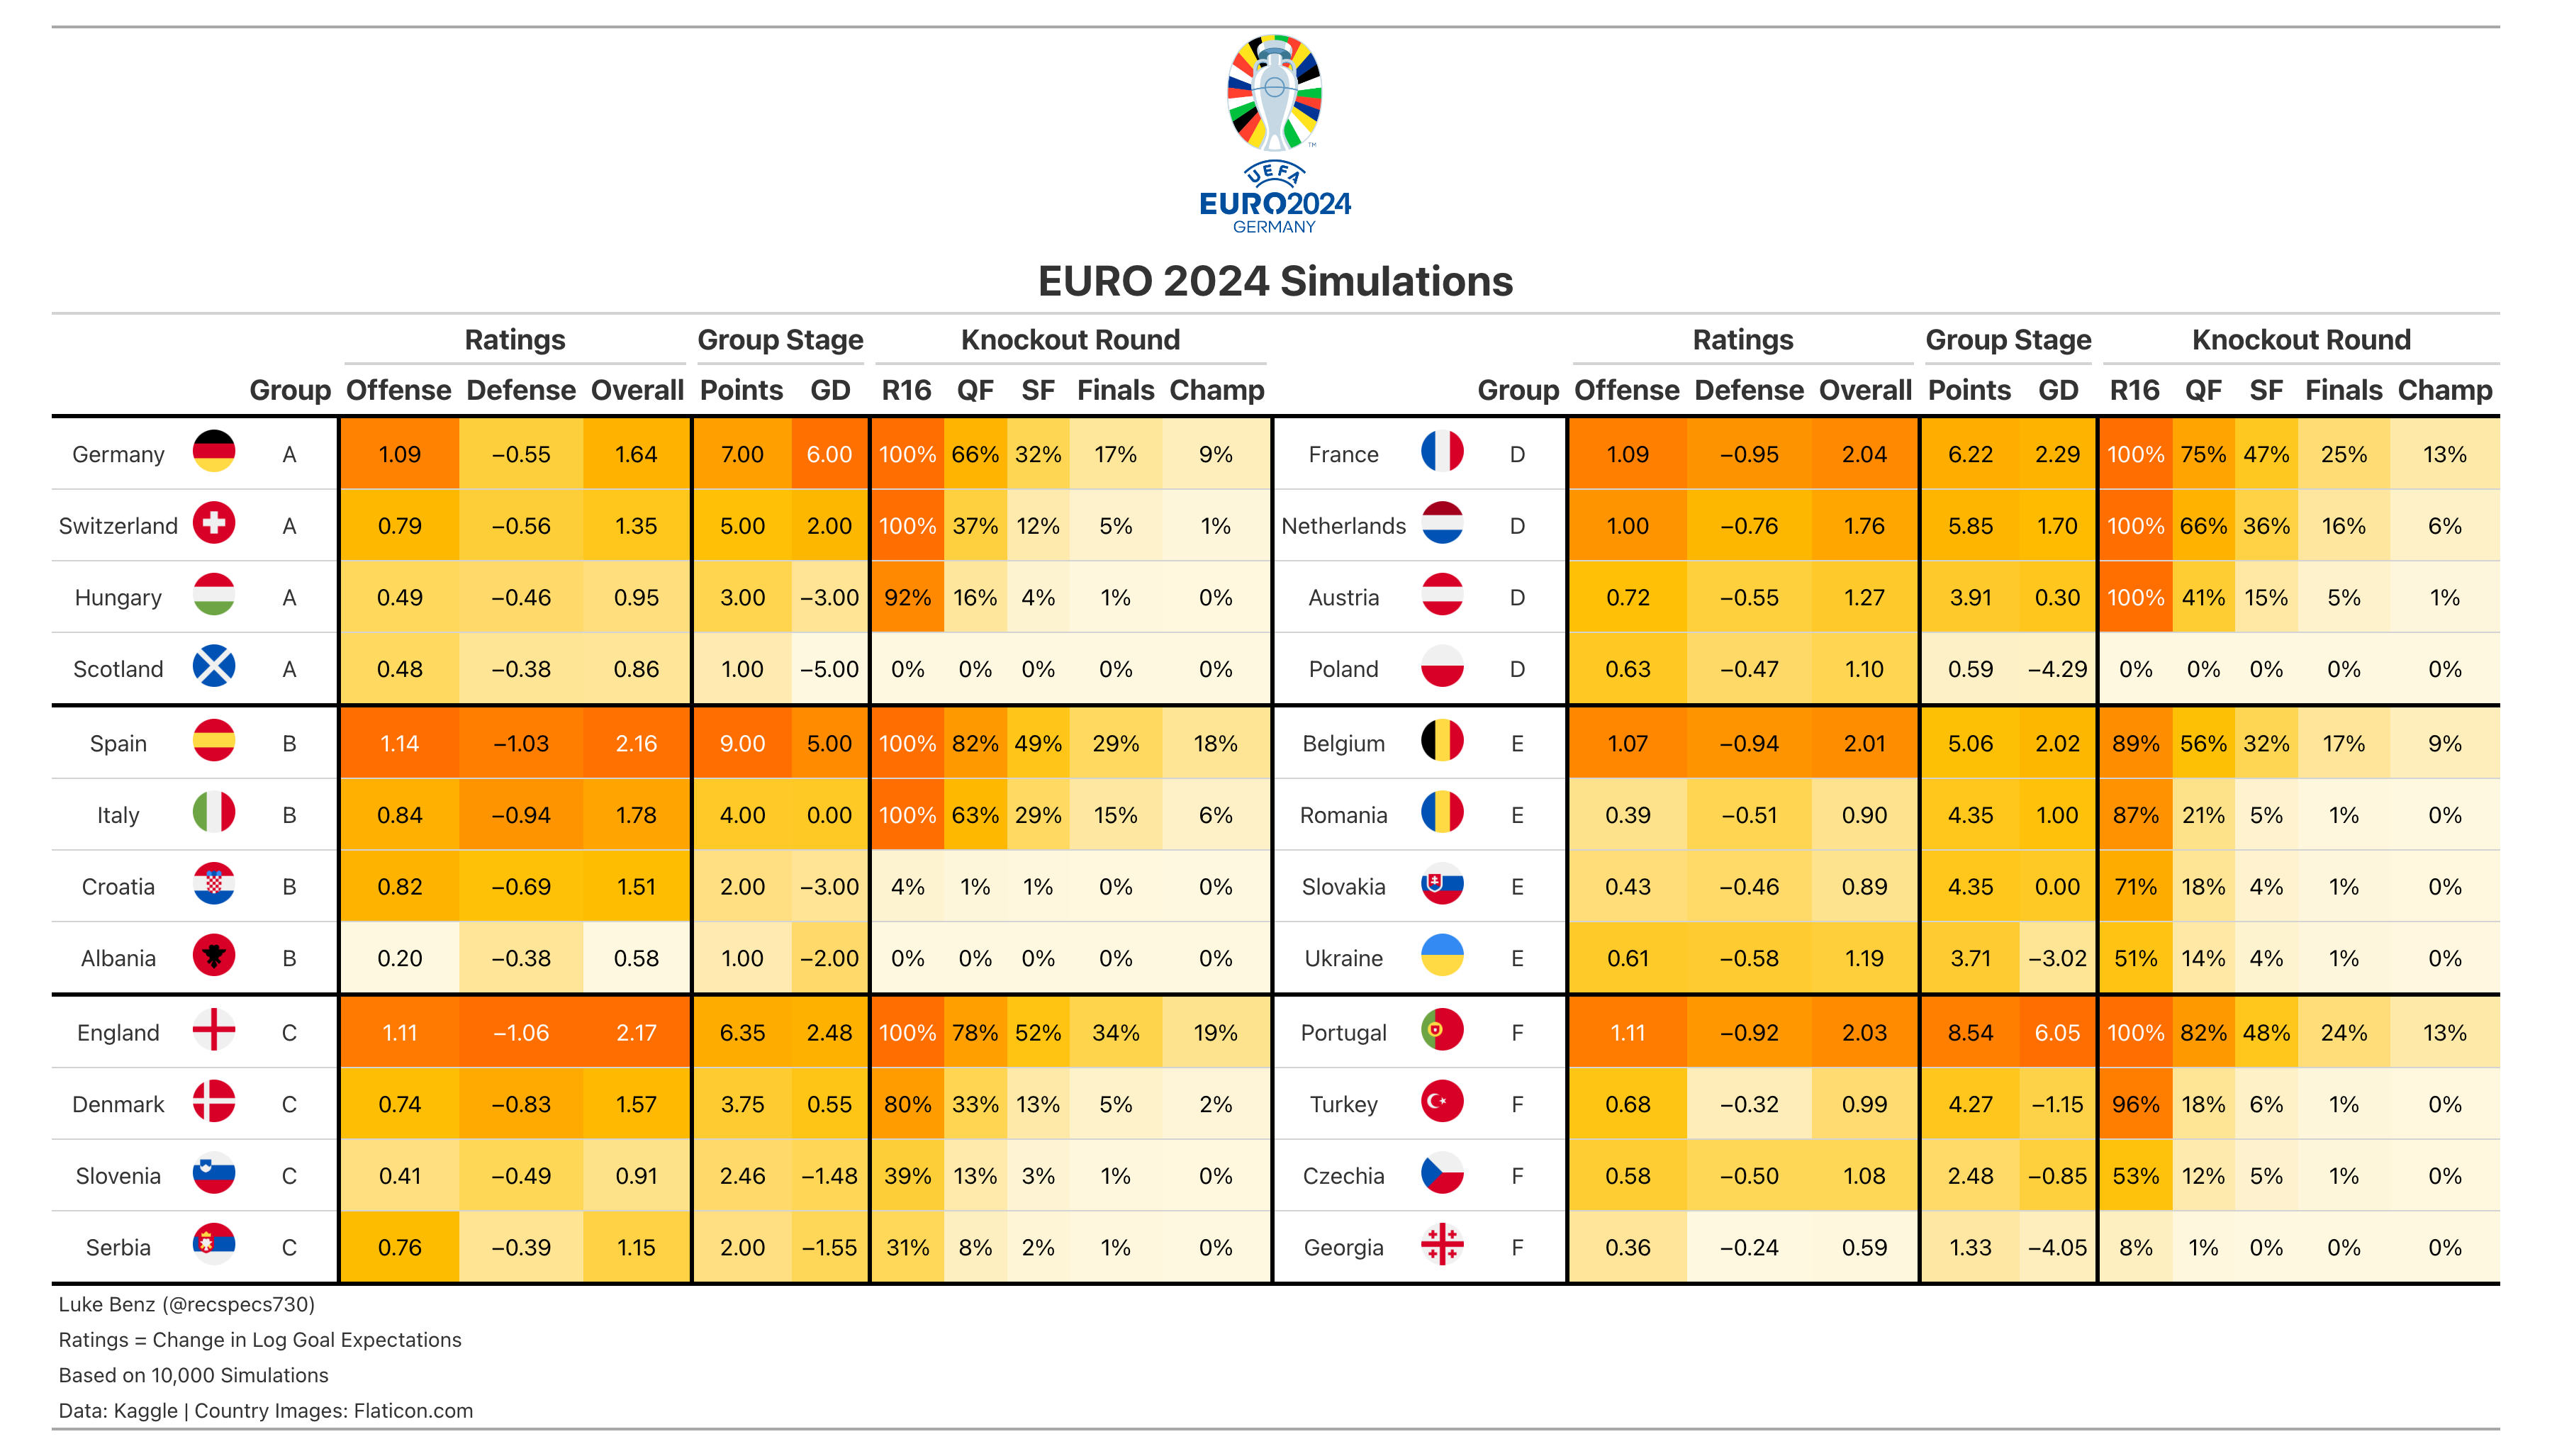 UEFA
EURO2024
GERMANY
TM
EURO 2024 Simulations
Ratings Group Stage Knockout Round Ratings Group Stage Knockout Round
Group Offense Defense Overall Points GD R16 QF SF Finals Champ Group Offense Defense Overall Points GD R16 QF SF Finals Champ
Germany A 1.09 −0.55 1.64 7.00 6.00 100% 66% 32% 17% 9% France D 1.09 −0.95 2.04 6.22 2.29 100% 75% 47% 25% 13%
Switzerland A 0.79 −0.56 1.35 5.00 2.00 100% 37% 12% 5% 1% Netherlands D 1.00 −0.76 1.76 5.85 1.70 100% 66% 36% 16% 6%
Hungary A 0.49 −0.46 0.95 3.00 −3.00 92% 16% 4% 1% 0% Austria D 0.72 −0.55 1.27 3.91 0.30 100% 41% 15% 5% 1%
Scotland A 0.48 −0.38 0.86 1.00 −5.00 0% 0% 0% 0% 0% Poland D 0.63 −0.47 1.10 0.59 −4.29 0% 0% 0% 0% 0%
Spain B 1.14 −1.03 2.16 9.00 5.00 100% 82% 49% 29% 18% Belgium E 1.07 −0.94 2.01 5.06 2.02 89% 56% 32% 17% 9%
Italy B 0.84 −0.94 1.78 4.00 0.00 100% 63% 29% 15% 6% Romania E 0.39 −0.51 0.90 4.35 1.00 87% 21% 5% 1% 0%
Croatia B 0.82 −0.69 1.51 2.00 −3.00 4% 1% 1% 0% 0% Slovakia E 0.43 −0.46 0.89 4.35 0.00 71% 18% 4% 1% 0%
Albania B 0.20 −0.38 0.58 1.00 −2.00 0% 0% 0% 0% 0% Ukraine E 0.61 −0.58 1.19 3.71 −3.02 51% 14% 4% 1% 0%
England C 1.11 −1.06 2.17 6.35 2.48 100% 78% 52% 34% 19% Portugal F 1.11 −0.92 2.03 8.54 6.05 100% 82% 48% 24% 13%
Denmark C 0.74 −0.83 1.57 3.75 0.55 80% 33% 13% 5% 2% Turkey F 0.68 −0.32 0.99 4.27 −1.15 96% 18% 6% 1% 0%
Slovenia C 0.41 −0.49 0.91 2.46 −1.48 39% 13% 3% 1% 0% Czechia F 0.58 −0.50 1.08 2.48 −0.85 53% 12% 5% 1% 0%
Serbia C 0.76 −0.39 1.15 2.00 −1.55 31% 8% 2% 1% 0% Georgia F 0.36 −0.24 0.59 1.33 −4.05 8% 1% 0% 0% 0%
Luke Benz (@recspecs730)
Ratings = Change in Log Goal Expectations
Based on 10,000 Simulations
Data: Kaggle | Country Images: Flaticon.com